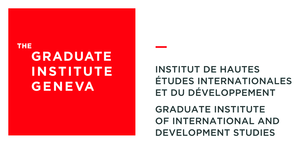 THE
GRADUATE
INSTITUTE
GENEVA
INSTITUT DE HAUTES
ÉTUDES INTERNATIONALES
ET DU DÉVELOPPEMENT
GRADUATE INSTITUTE
OF INTERNATIONAL AND
DEVELOPMENT STUDIES